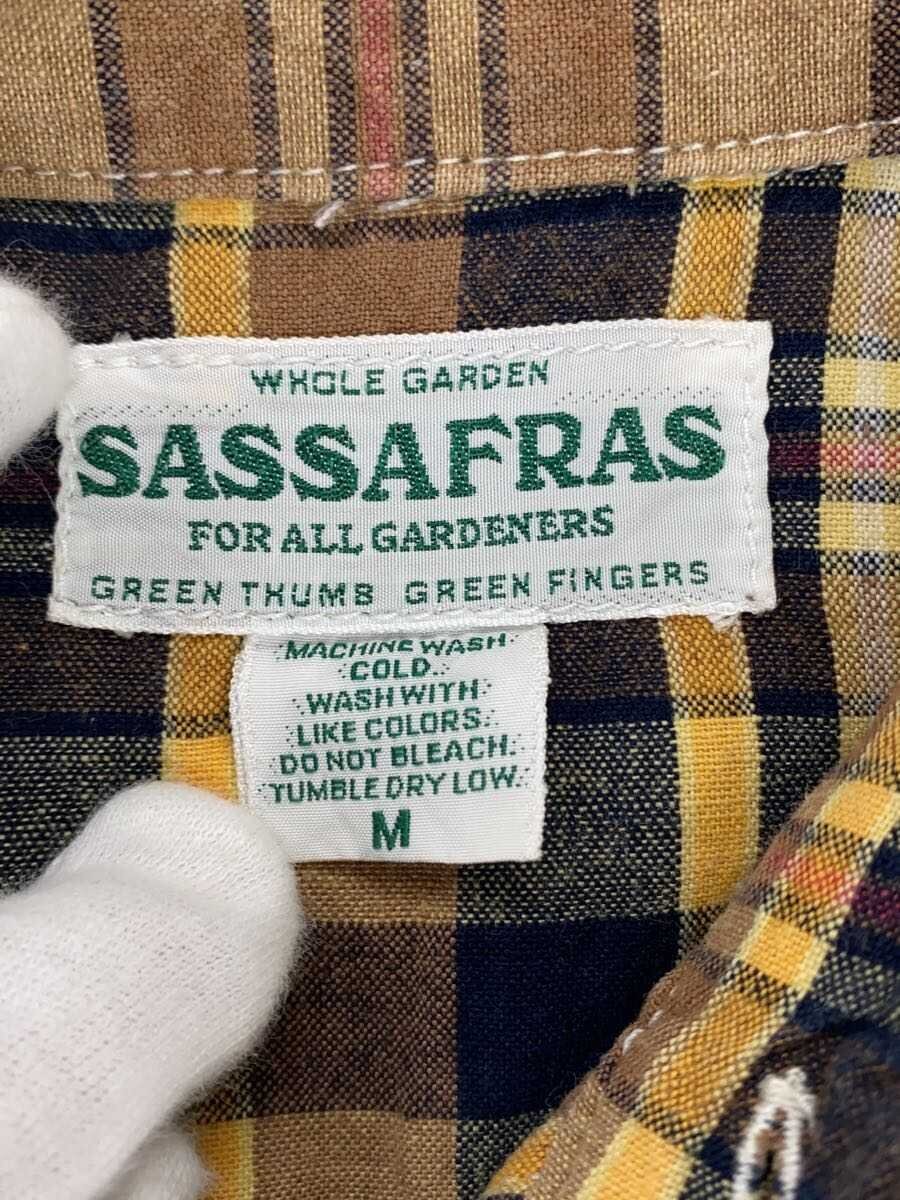 WHOLE GARDEN
SASSAFRAS
FOR ALL GARDENERS
GREEN THUMB GREEN FINGERS
MACHINE WASH
COLD.
WASH WITH
LIKE COLORS.
DO NOT BLEACH.
TUMBLE DRY LOW.
M